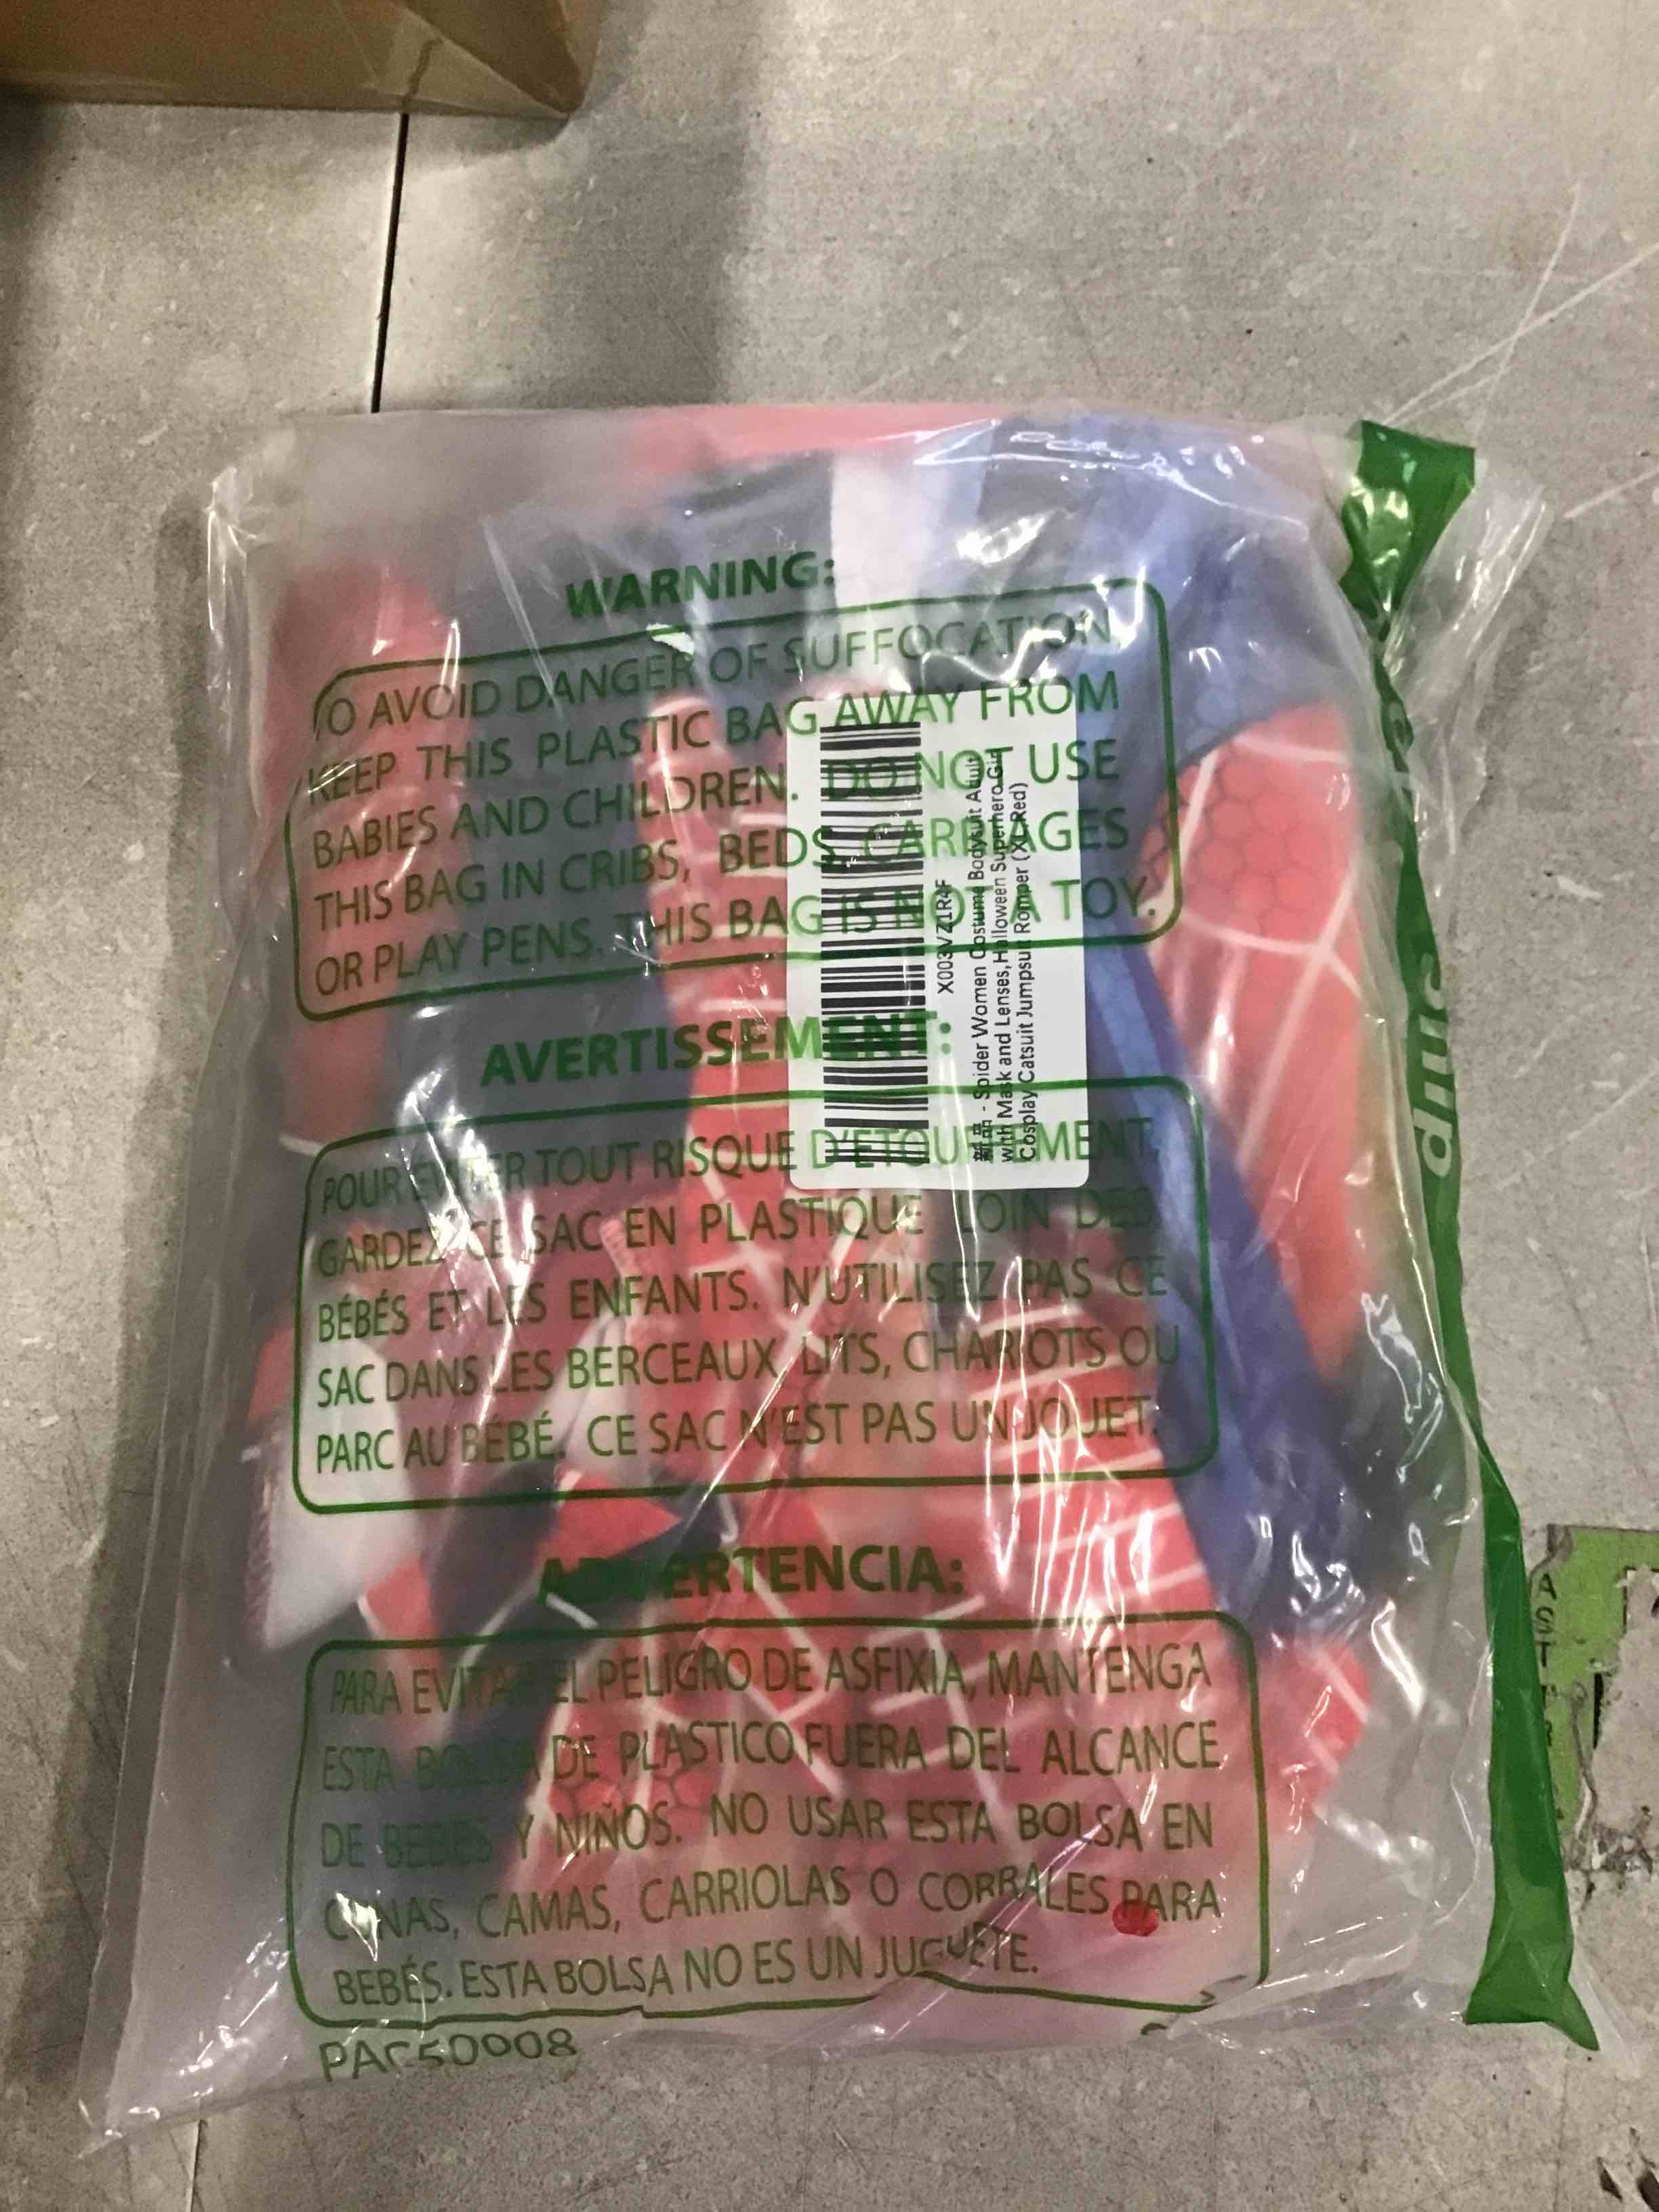 WARNING:
TO AVOID DANGER OF SUFFOCATION,
KEEP THIS PLASTIC BAG AWAY FROM
BABIES AND CHILDREN. DO NOT USE
THIS BAG IN CRIBS, BEDS, CARRIAGES
OR PLAY PENS. THIS BAG IS NOT A TOY.
X003VZ1R4F
新品 - Spider Women Costume Bodysuit Adult
with Mask and Lenses, Halloween Superhero Girl
Cosplay Catsuit Jumpsuit Romper (XL,Red)
AVERTISSEMENT:
POUR ÉVITER TOUT RISQUE D'ÉTOUFFEMENT,
GARDEZ CE SAC EN PLASTIQUE LOIN DES
BÉBÉS ET LES ENFANTS. N'UTILISEZ PAS CE
SAC DANS LES BERCEAUX, LITS, CHARIOTS OU
PARC AU BÉBÉ. CE SAC N'EST PAS UN JOUET.
ADVERTENCIA:
PARA EVITAR EL PELIGRO DE ASFIXIA, MANTENGA
ESTA BOLSA DE PLASTICO FUERA DEL ALCANCE
DE BEBES Y NIÑOS. NO USAR ESTA BOLSA EN
CUNAS, CAMAS, CARRIOLAS O CORRALES PARA
BEBÉS. ESTA BOLSA NO ES UN JUGUETE.
PAC50008